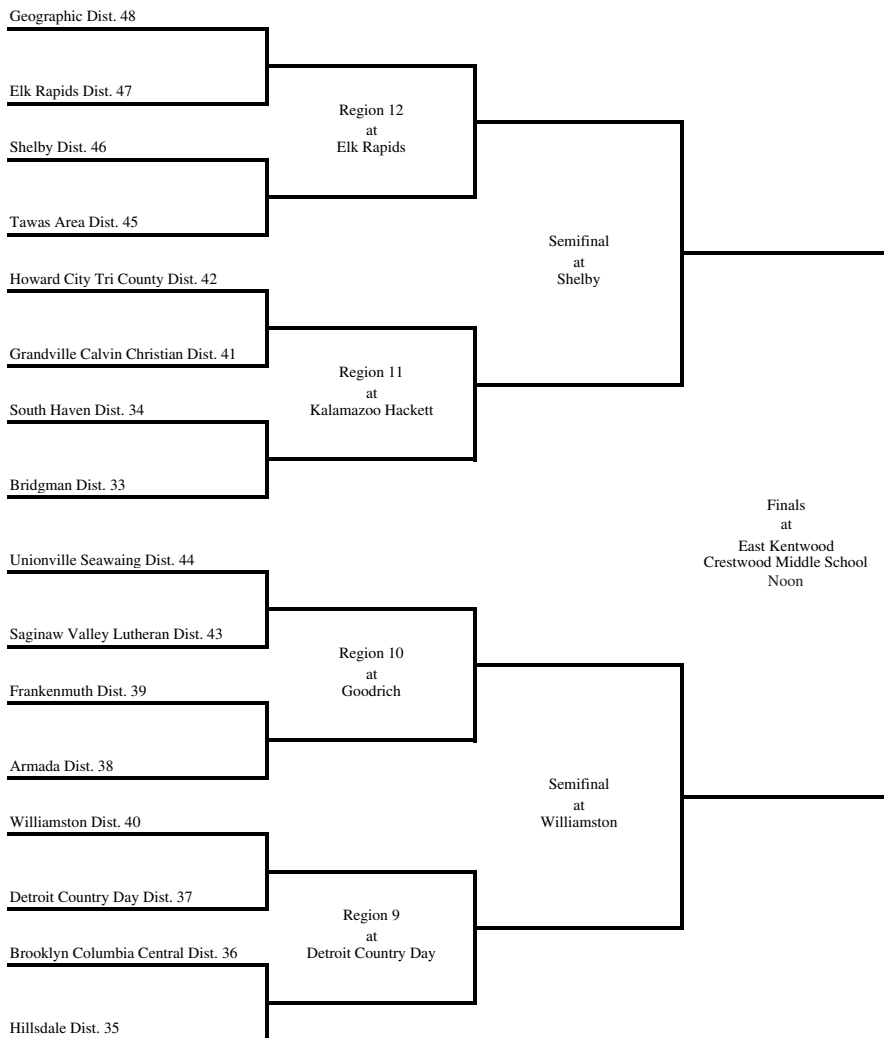 Geographic Dist. 48
Elk Rapids Dist. 47
Region 12
at
Elk Rapids
Shelby Dist. 46
Tawas Area Dist. 45
Semifinal
at
Shelby
Howard City Tri County Dist. 42
Grandville Calvin Christian Dist. 41
Region 11
at
Kalamazoo Hackett
South Haven Dist. 34
Bridgman Dist. 33
Finals
at
East Kentwood
Crestwood Middle School
Noon
Unionville Seawaing Dist. 44
Saginaw Valley Lutheran Dist. 43
Region 10
at
Goodrich
Frankenmuth Dist. 39
Armada Dist. 38
Semifinal
at
Williamston
Williamston Dist. 40
Detroit Country Day Dist. 37
Region 9
at
Detroit Country Day
Brooklyn Columbia Central Dist. 36
Hillsdale Dist. 35